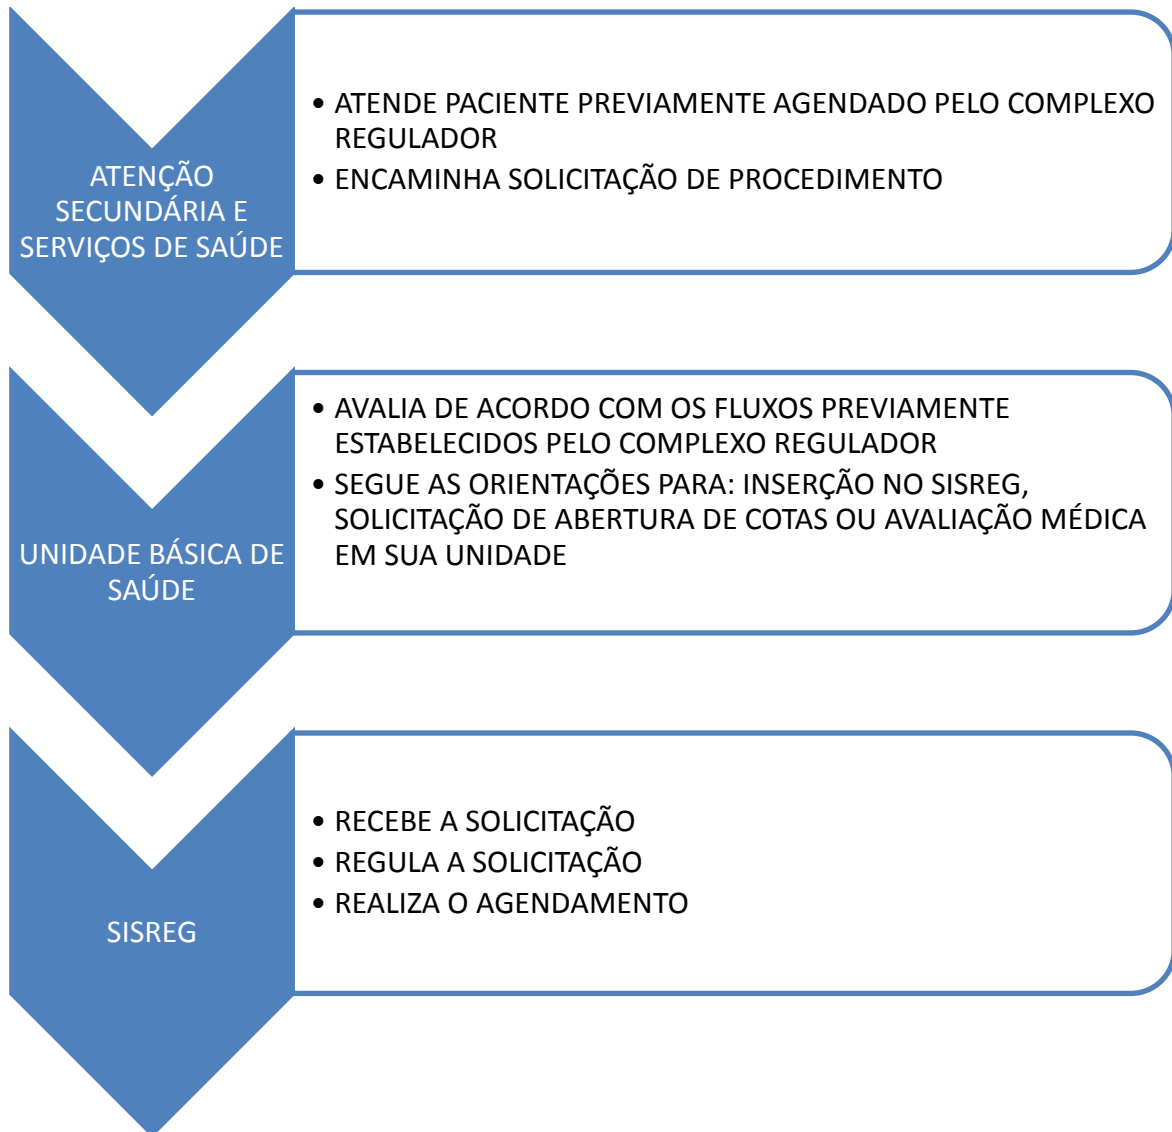 ATENÇÃO
SECUNDÁRIA E
SERVIÇOS DE SAÚDE
• ATENDE PACIENTE PREVIAMENTE AGENDADO PELO COMPLEXO
REGULADOR
• ENCAMINHA SOLICITAÇÃO DE PROCEDIMENTO
UNIDADE BÁSICA DE
SAÚDE
• AVALIA DE ACORDO COM OS FLUXOS PREVIAMENTE
ESTABELECIDOS PELO COMPLEXO REGULADOR
• SEGUE AS ORIENTAÇÕES PARA: INSERÇÃO NO SISREG,
SOLICITAÇÃO DE ABERTURA DE COTAS OU AVALIAÇÃO MÉDICA
EM SUA UNIDADE
SISREG
• RECEBE A SOLICITAÇÃO
• REGULA A SOLICITAÇÃO
• REALIZA O AGENDAMENTO